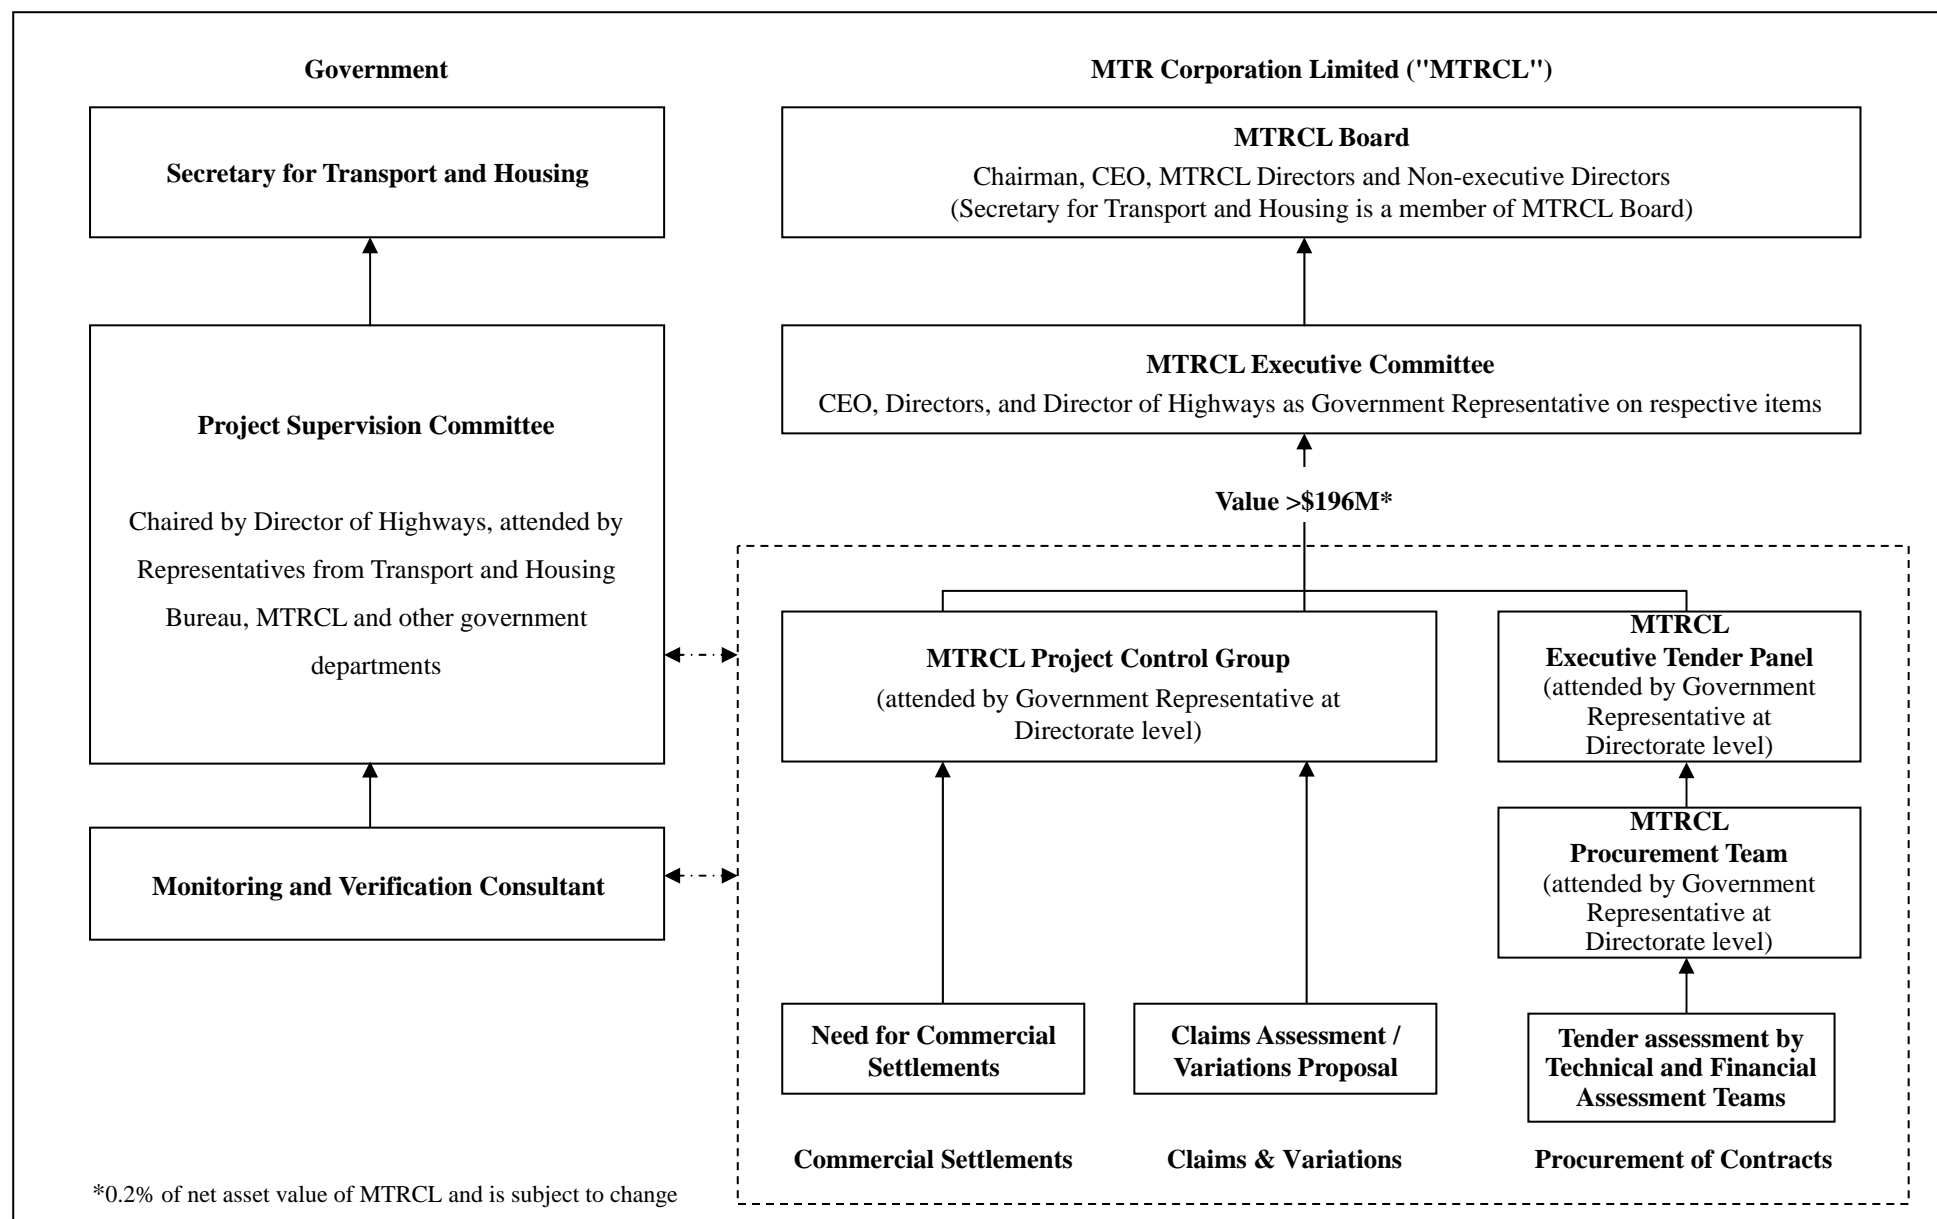 Government
Secretary for Transport and Housing
Project Supervision Committee
Chaired by Director of Highways, attended by
Representatives from Transport and Housing
Bureau, MTRCL and other government
departments
Monitoring and Verification Consultant
*0.2% of net asset value of MTRCL and is subject to change
MTR Corporation Limited ("MTRCL")
MTRCL Board
Chairman, CEO, MTRCL Directors and Non-executive Directors
(Secretary for Transport and Housing is a member of MTRCL Board)
MTRCL Executive Committee
CEO, Directors, and Director of Highways as Government Representative on respective items
Value >$196M*
MTRCL Project Control Group
(attended by Government Representative at
Directorate level)
MTRCL
Executive Tender Panel
(attended by Government
Representative at
Directorate level)
MTRCL
Procurement Team
(attended by Government
Representative at
Directorate level)
Need for Commercial
Settlements
Claims Assessment /
Variations Proposal
Tender assessment by
Technical and Financial
Assessment Teams
Commercial Settlements
Claims & Variations
Procurement of Contracts